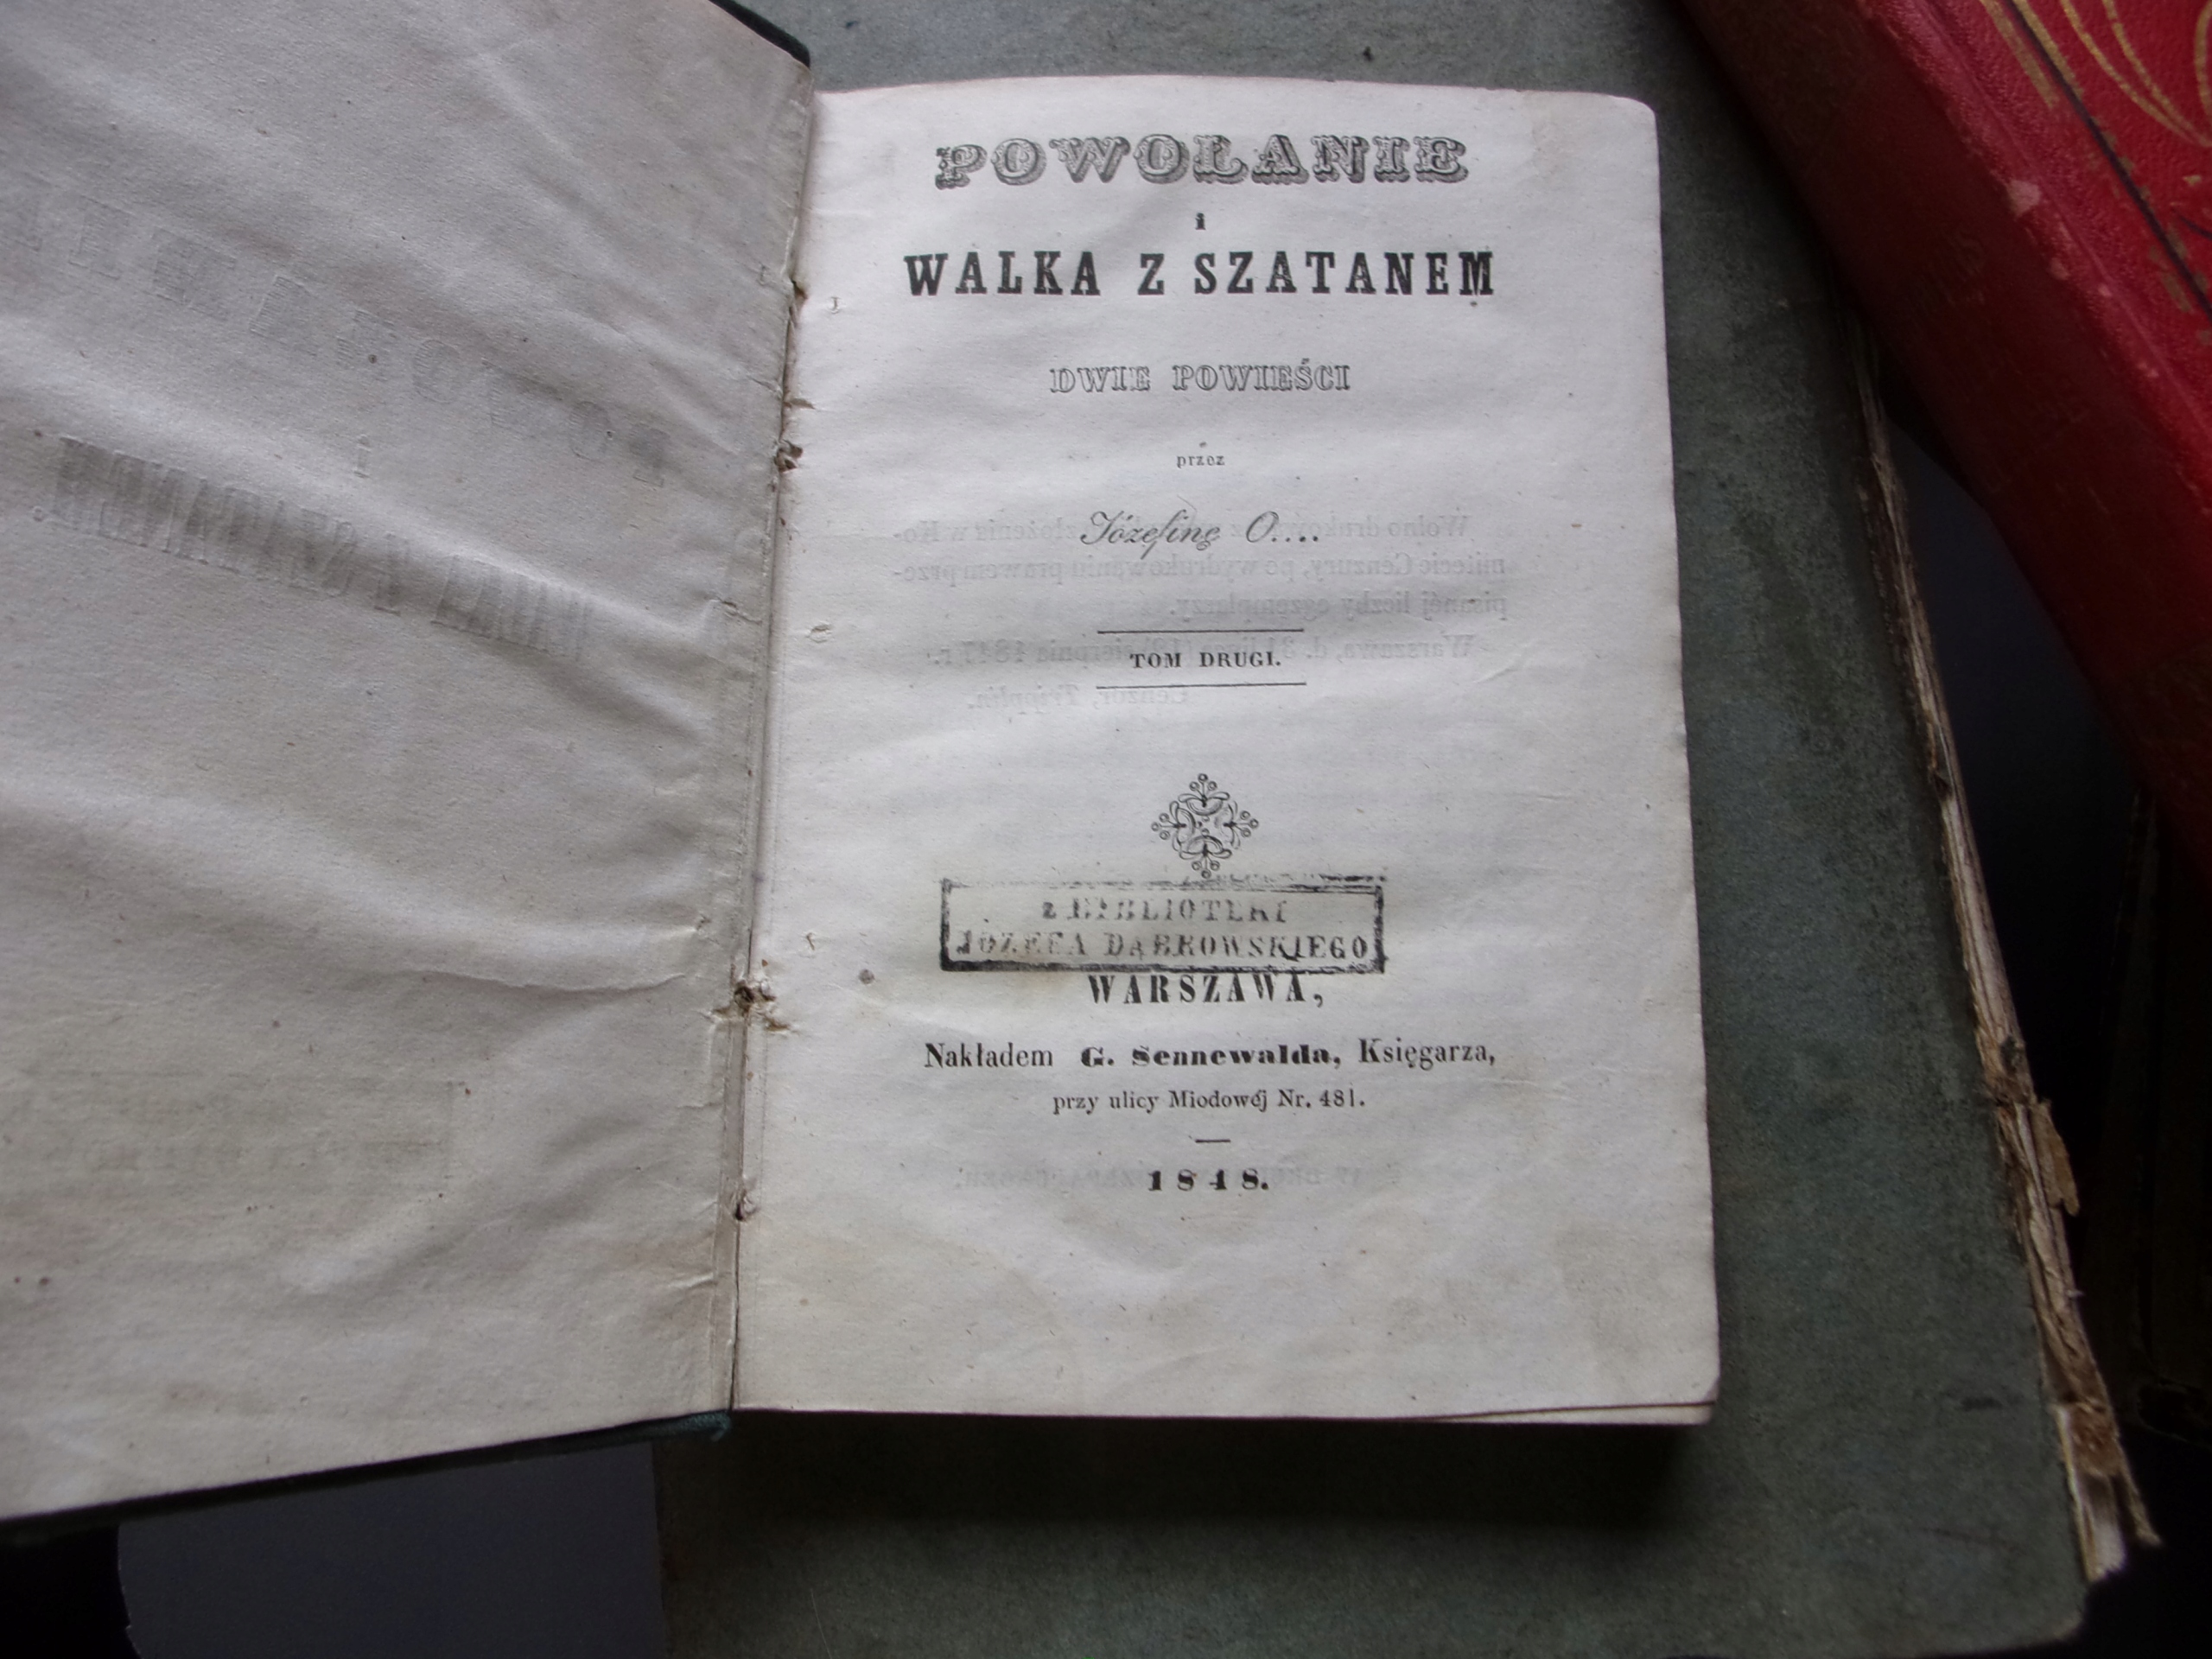 POWOŁANIE
i
WALKA Z SZATANEM
DWIE POWIEŚCI
przez
Józefinę O....
TOM DRUGI.
z BIBLIOTEKI
JÓZEFA DĄBROWSKIEGO
WARSZAWA,
Nakładem G. Sennewalda, Księgarza,
przy ulicy Miodowéj Nr. 481.
1848.